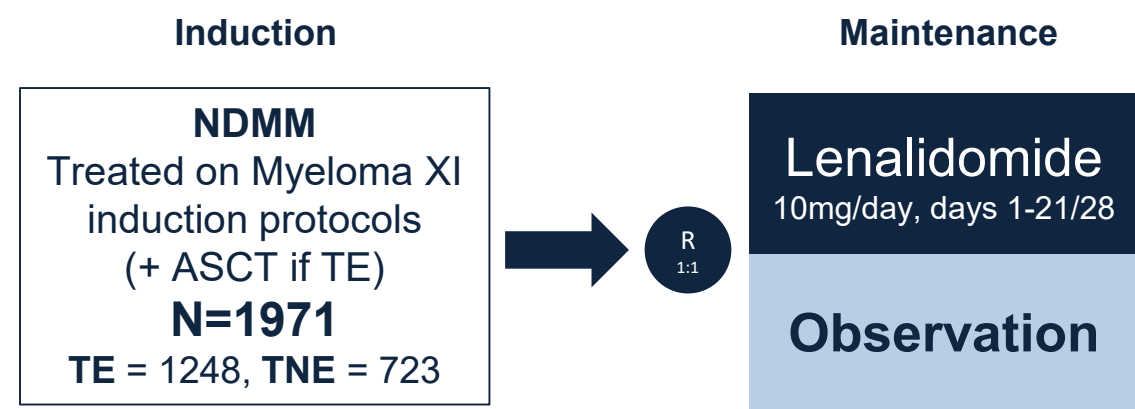 Induction
Maintenance
NDMM
Treated on Myeloma XI
induction protocols
(+ ASCT if TE)
N=1971
TE = 1248, TNE = 723
R
1:1
Lenalidomide
10mg/day, days 1-21/28
Observation